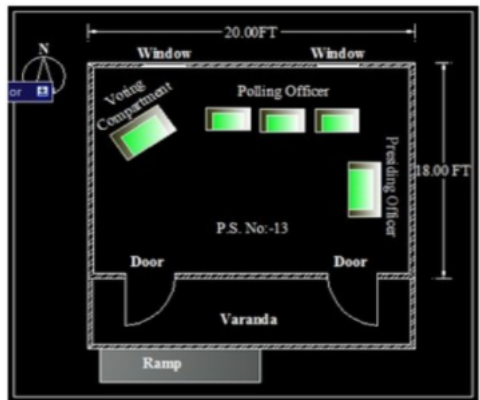 20.00FT
N
Window Window
or
Voting
Compartment
Polling Officer
Presiding Officer
18.00 FT
P.S. No:-13
Door Door
Varanda
Ramp